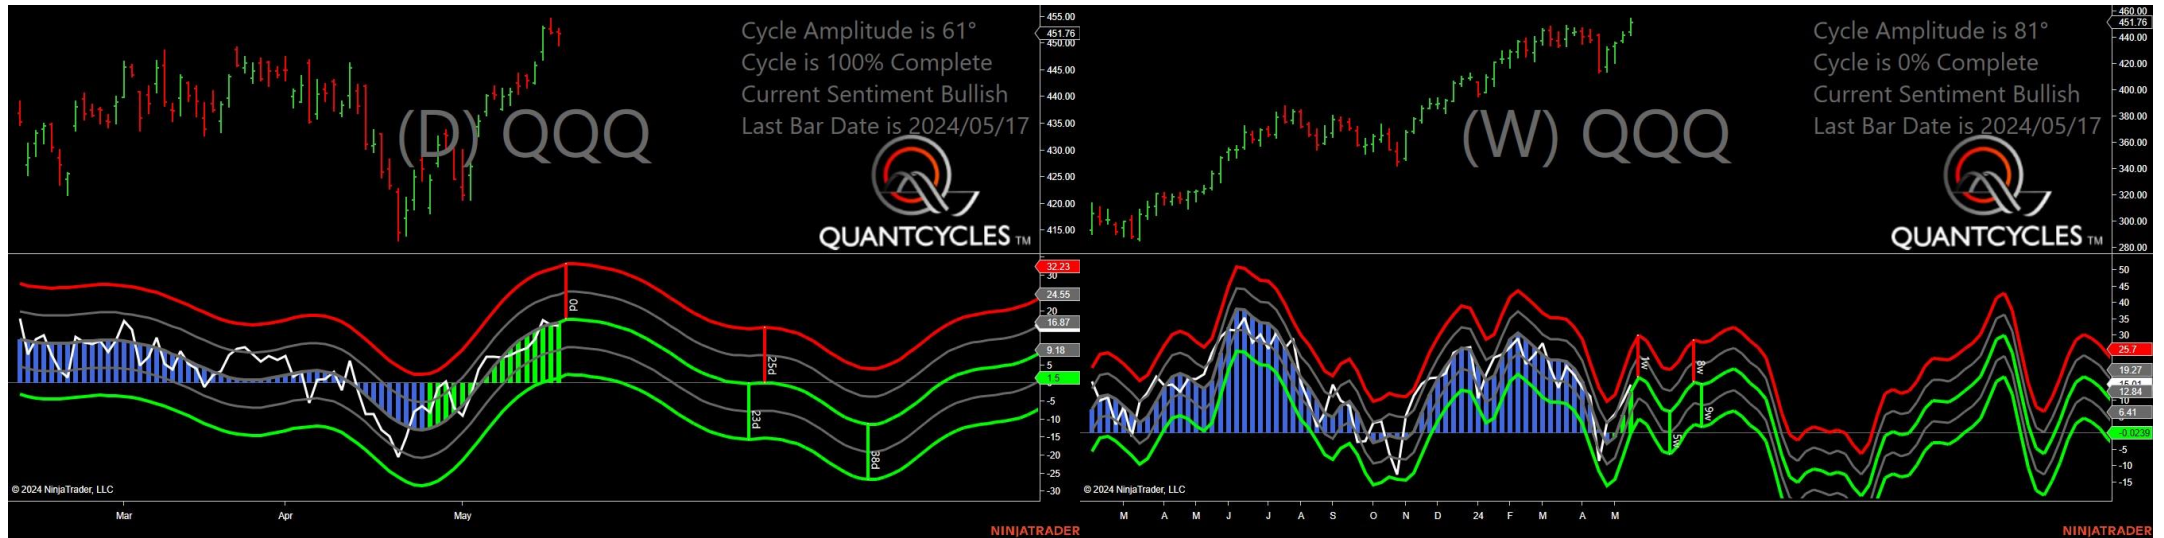 Cycle Amplitude is 61°
Cycle is 100% Complete
Current Sentiment Bullish
Last Bar Date is 2024/05/17
(D) QQQ
QUANTCYCLES TM
455.00
451.76
450.00
445.00
440.00
435.00
430.00
425.00
420.00
415.00
32.23
30
24.55
20
16.87
9.18
5
1.5
-5
-10
-15
-20
-25
-30
0d
25d
23d
38d
© 2024 NinjaTrader, LLC
Mar Apr May
NINJATRADER
Cycle Amplitude is 81°
Cycle is 0% Complete
Current Sentiment Bullish
Last Bar Date is 2024/05/17
(W) QQQ
QUANTCYCLES TM
460.00
451.76
440.00
420.00
400.00
380.00
360.00
340.00
320.00
300.00
280.00
50
45
40
35
30
25.7
19.27
15.01
12.84
10
6.41
-0.0239
-5
-10
-15
1w
8w
5w
9w
© 2024 NinjaTrader, LLC
M A M J J A S O N D 24 F M A M
NINJATRADER